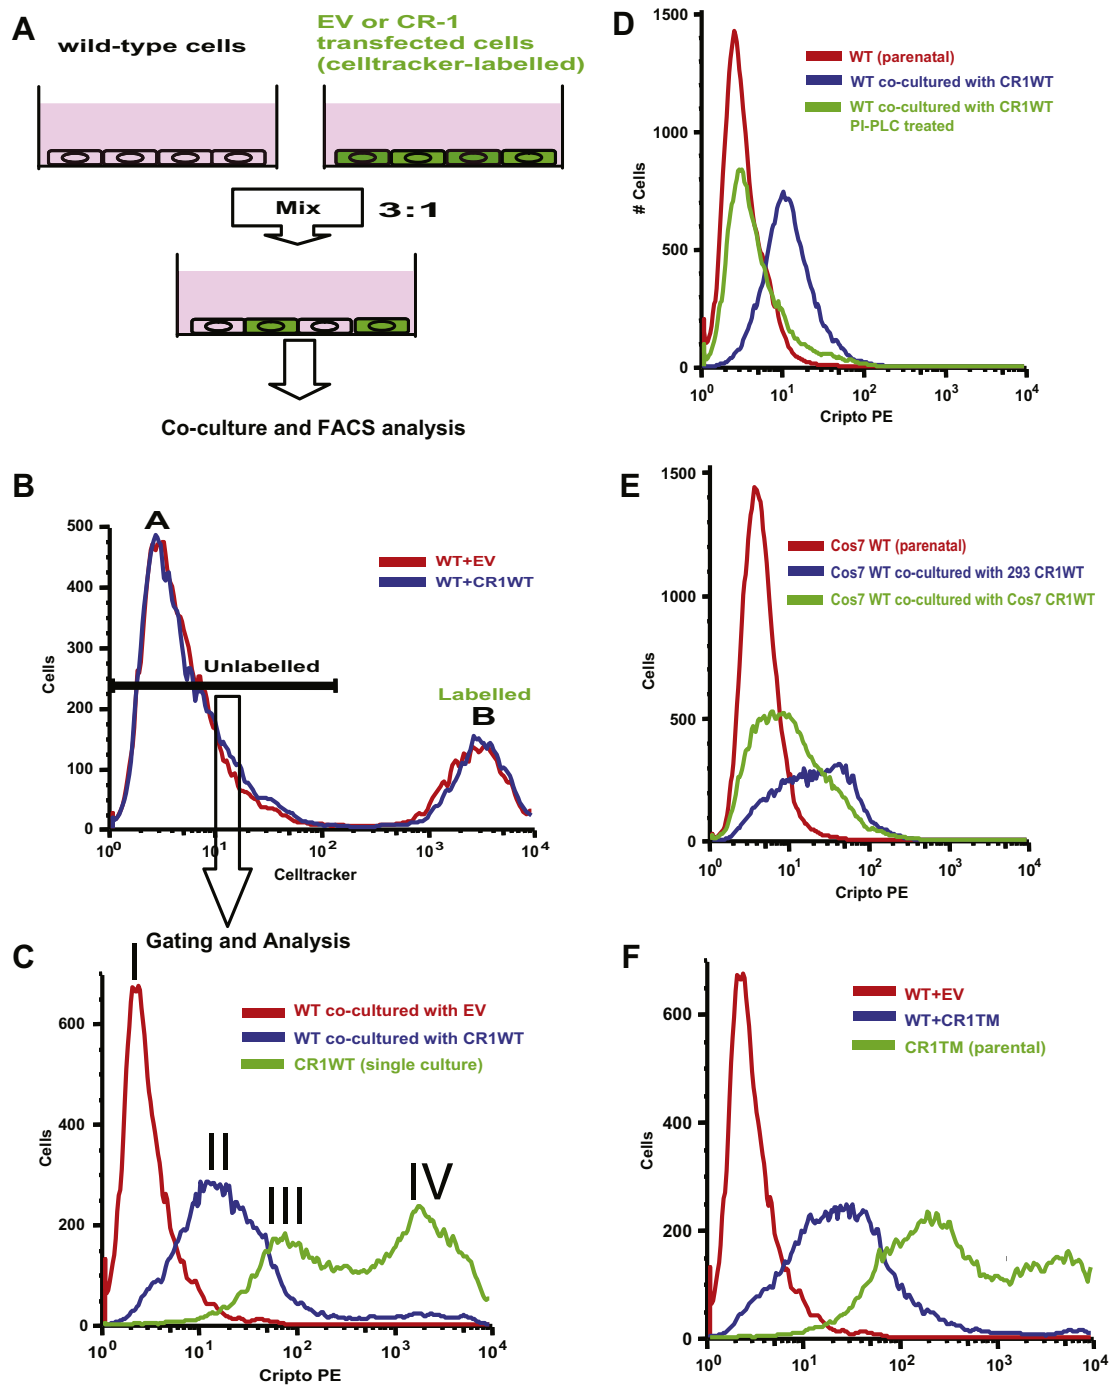 A
wild-type cells
EV or CR-1
transfected cells
(celltracker-labelled)
Mix
3:1
Co-culture and FACS analysis
B
500
400
300
200
100
0
Cells
A
WT+EV
WT+CR1WT
Unlabelled
Labelled
B
10^0
10^1
10^2
10^3
10^4
Celltracker
Gating and Analysis
C
600
400
200
0
Cells
I
II
III
IV
WT co-cultured with EV
WT co-cultured with CR1WT
CR1WT (single culture)
10^0
10^1
10^2
10^3
10^4
Cripto PE
D
1500
1000
500
0
# Cells
WT (parenatal)
WT co-cultured with CR1WT
WT co-cultured with CR1WT
PI-PLC treated
10^0
10^1
10^2
10^3
10^4
Cripto PE
E
1500
1000
500
0
Cells
Cos7 WT (parenatal)
Cos7 WT co-cultured with 293 CR1WT
Cos7 WT co-cultured with Cos7 CR1WT
10^0
10^1
10^2
10^3
10^4
Cripto PE
F
600
400
200
0
Cells
WT+EV
WT+CR1TM
CR1TM (parental)
10^0
10^1
10^2
10^3
10^4